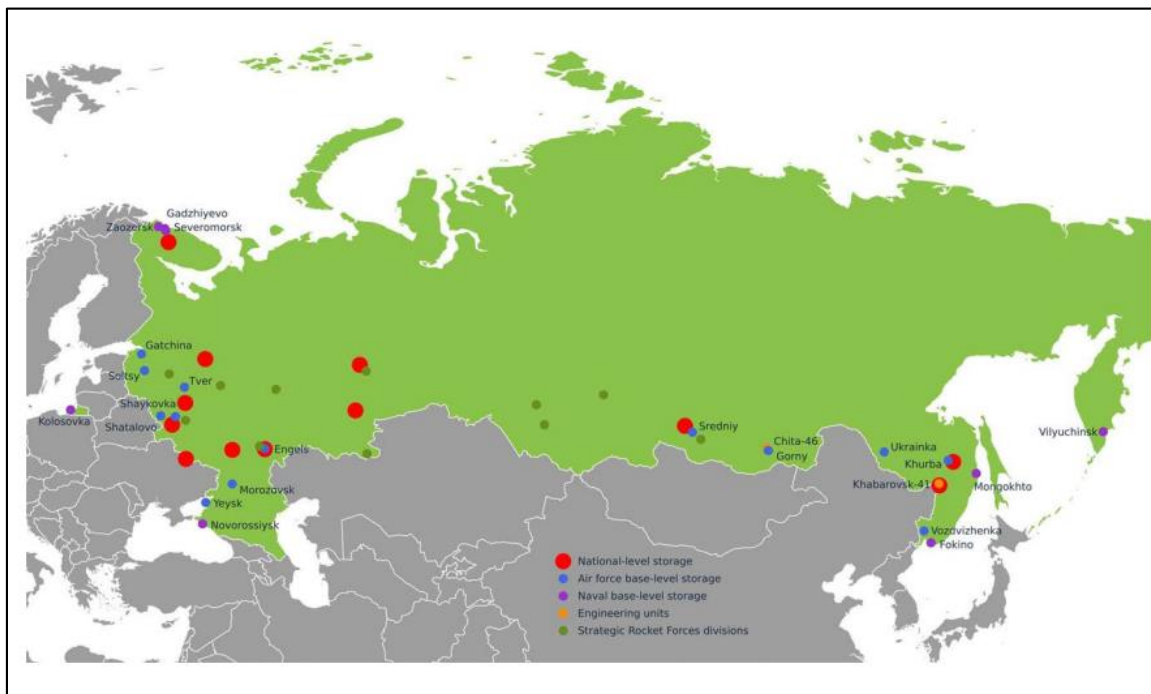 Gadzhiyevo
Zaozersk
Severomorsk
Gatchina
Soltsy
Tver
Shaykovka
Kolosovka
Shatalovo
Engels
Morozovsk
Yeysk
Novorossiysk
Sredniy
Chita-46
Gorny
Ukrainka
Khurba
Vilyuchinsk
Khabarovsk-41
Mongokhto
Vozdvizhenka
Fokino
National-level storage
Air force base-level storage
Naval base-level storage
Engineering units
Strategic Rocket Forces divisions